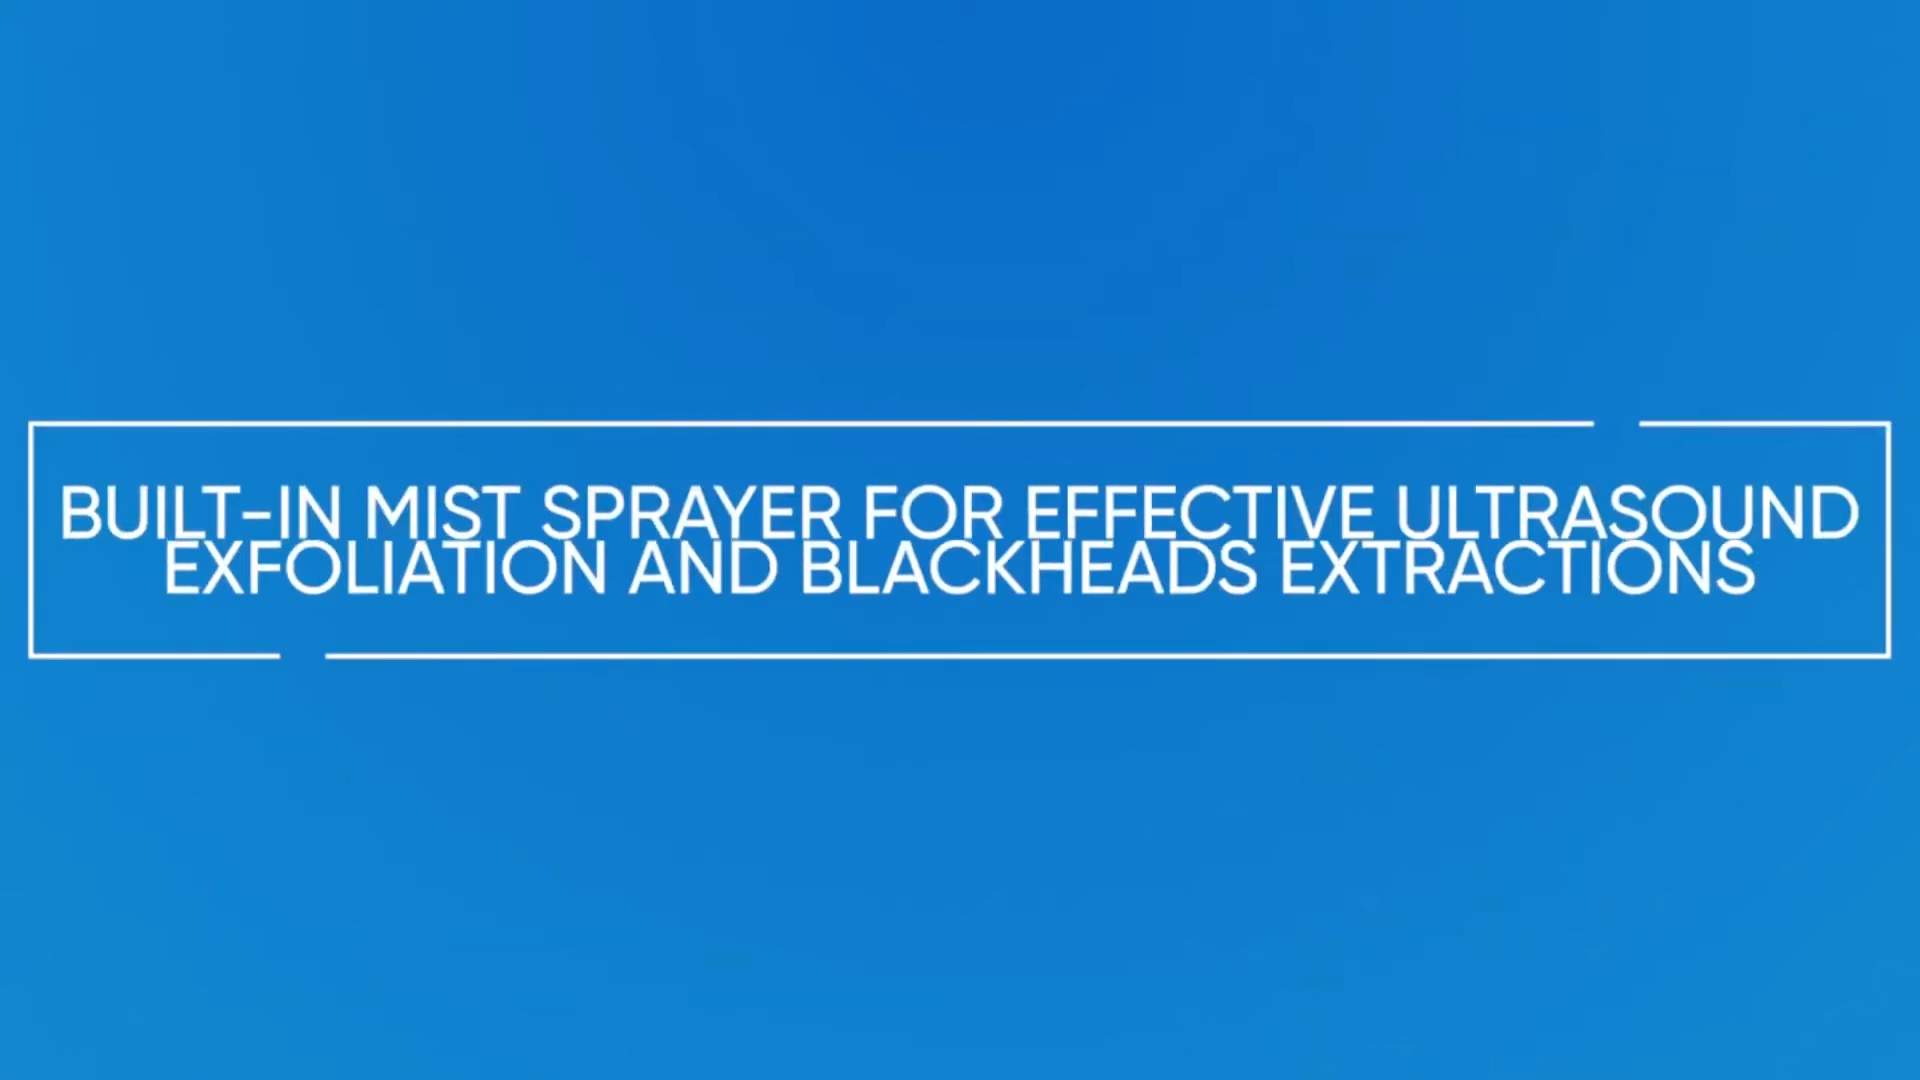 BUILT-IN MIST SPRAYER FOR EFFECTIVE ULTRASOUND
EXFOLIATION AND BLACKHEADS EXTRACTIONS